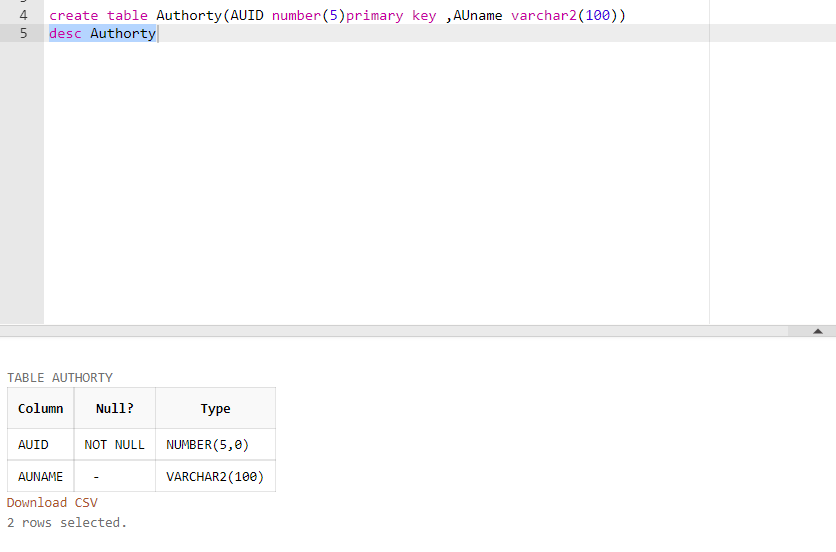 4 create table Authorty(AUID number(5)primary key ,AUname varchar2(100))
5 desc Authorty
TABLE AUTHORTY
Column Null? Type
AUID NOT NULL NUMBER(5,0)
AUNAME - VARCHAR2(100)
Download CSV
2 rows selected.